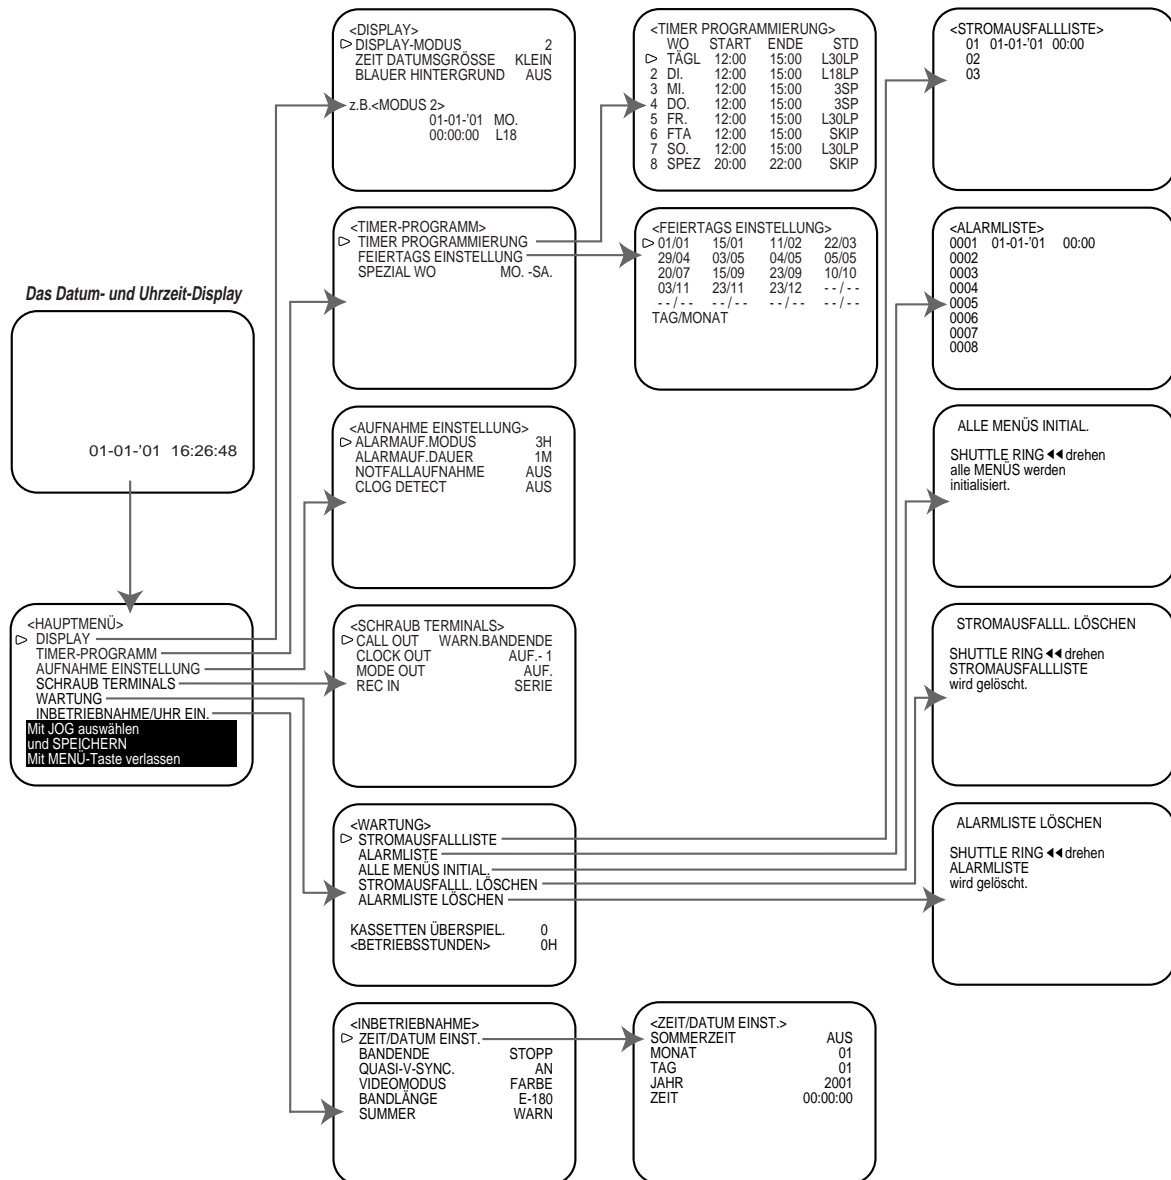 <DISPLAY>
DISPLAY-MODUS 2
ZEIT DATUMSGRÖSSE KLEIN
BLAUER HINTERGRUND AUS
z.B.<MODUS 2>
01-01-'01 MO.
00:00:00 L18
<TIMER PROGRAMMIERUNG>
WO START ENDE STD
TÄGL 12:00 15:00 L30LP
2 DI. 12:00 15:00 L18LP
3 MI. 12:00 15:00 3SP
4 DO. 12:00 15:00 3SP
5 FR. 12:00 15:00 L30LP
6 FTA 12:00 15:00 SKIP
7 SO. 12:00 15:00 L30LP
8 SPEZ 20:00 22:00 SKIP
<STROMAUSFALLLISTE>
01 01-01-'01 00:00
02
03
<TIMER-PROGRAMM>
TIMER PROGRAMMIERUNG
FEIERTAGS EINSTELLUNG
SPEZIAL WO MO. -SA.
<FEIERTAGS EINSTELLUNG>
01/01 15/01 11/02 22/03
29/04 03/05 04/05 05/05
20/07 15/09 23/09 10/10
03/11 23/11 23/12 - - / - -
- - / - - - - / - - - - / - - - - / - -
TAG/MONAT
<ALARMLISTE>
0001 01-01-'01 00:00
0002
0003
0004
0005
0006
0007
0008
Das Datum- und Uhrzeit-Display
01-01-'01 16:26:48
<AUFNAHME EINSTELLUNG>
ALARMAUF.MODUS 3H
ALARMAUF.DAUER 1M
NOTFALLAUFNAHME AUS
CLOG DETECT AUS
ALLE MENÜS INITIAL.
SHUTTLE RING ◀◀ drehen
alle MENÜS werden
initialisiert.
<HAUPTMENÜ>
DISPLAY
TIMER-PROGRAMM
AUFNAHME EINSTELLUNG
SCHRAUB TERMINALS
WARTUNG
INBETRIEBNAHME/UHR EIN.
Mit JOG auswählen
und SPEICHERN
Mit MENÜ-Taste verlassen
<SCHRAUB TERMINALS>
CALL OUT WARN.BANDENDE
CLOCK OUT AUF.- 1
MODE OUT AUF.
REC IN SERIE
STROMAUSFALLL. LÖSCHEN
SHUTTLE RING ◀◀ drehen
STROMAUSFALLLISTE
wird gelöscht.
<WARTUNG>
STROMAUSFALLLISTE
ALARMLISTE
ALLE MENÜS INITIAL.
STROMAUSFALLL. LÖSCHEN
ALARMLISTE LÖSCHEN
KASSETTEN ÜBERSPIEL. 0
<BETRIEBSSTUNDEN> 0H
ALARMLISTE LÖSCHEN
SHUTTLE RING ◀◀ drehen
ALARMLISTE
wird gelöscht.
<INBETRIEBNAHME>
ZEIT/DATUM EINST.
BANDENDE STOPP
QUASI-V-SYNC. AN
VIDEOMODUS FARBE
BANDLÄNGE E-180
SUMMER WARN
<ZEIT/DATUM EINST.>
SOMMERZEIT AUS
MONAT 01
TAG 01
JAHR 2001
ZEIT 00:00:00